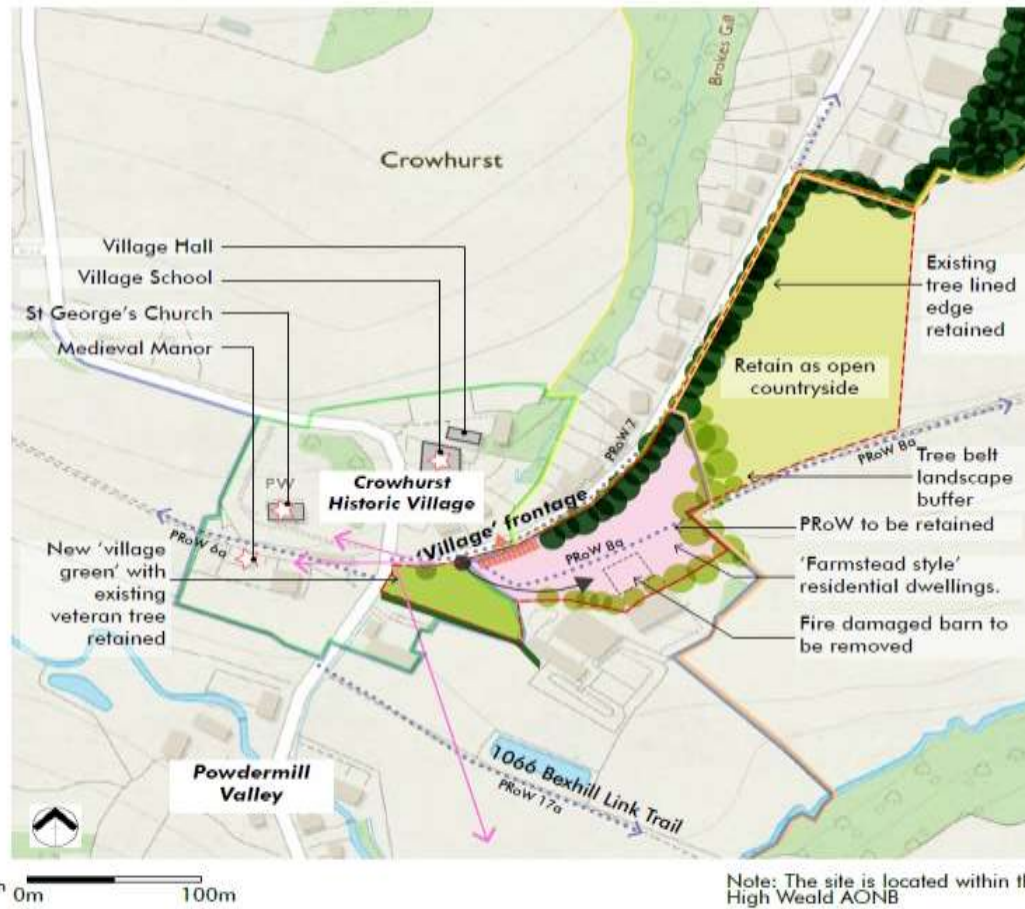 Brokes Gill
Crowhurst
Village Hall
Village School
St George's Church
Medieval Manor
PW
Crowhurst
Historic Village
'Village' frontage
PRoW 7
Existing
tree lined
edge
retained
Retain as open
countryside
PRoW 8a
Tree belt
landscape
buffer
PRoW to be retained
PRoW 8a
'Farmstead style'
residential dwellings.
Fire damaged barn to
be removed
PRoW 6a
New 'village
green' with
existing
veteran tree
retained
Powdermill
Valley
1066 Bexhill Link Trail
PRoW 17a
0m
100m
Note: The site is located within
High Weald AONB